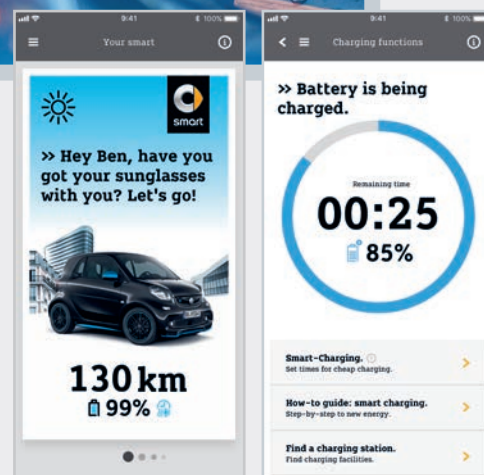 9:41
100%
Your smart
smart
>> Hey Ben, have you
got your sunglasses
with you? Let's go!
130 km
99%
9:41
100%
Charging functions
>> Battery is being
charged.
Remaining time
00:25
85%
Smart-Charging.
Set times for cheap charging.
How-to guide: smart charging.
Step-by-step to new energy.
Find a charging station.
Find charging facilities.